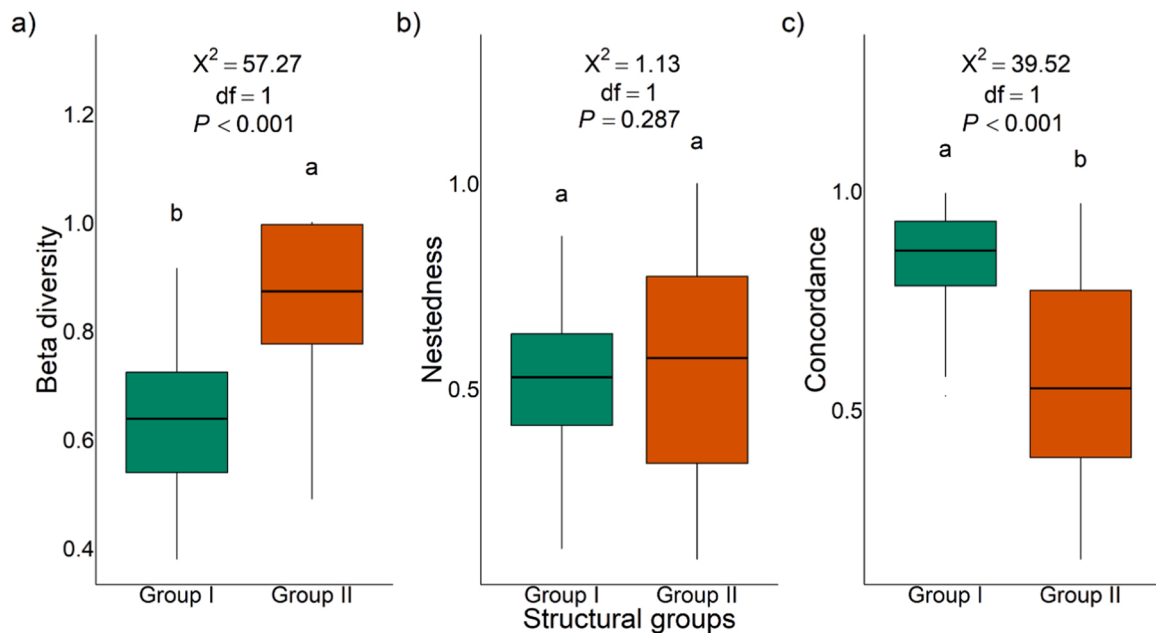 a)
X² = 57.27
df = 1
P < 0.001
1.2
1.0
0.8
0.6
0.4
Beta diversity
b
a
Group I
Group II
b)
X² = 1.13
df = 1
P = 0.287
1.0
0.5
Nestedness
a
a
Group I
Group II
Structural groups
c)
X² = 39.52
df = 1
P < 0.001
1.0
0.5
Concordance
a
b
Group I
Group II